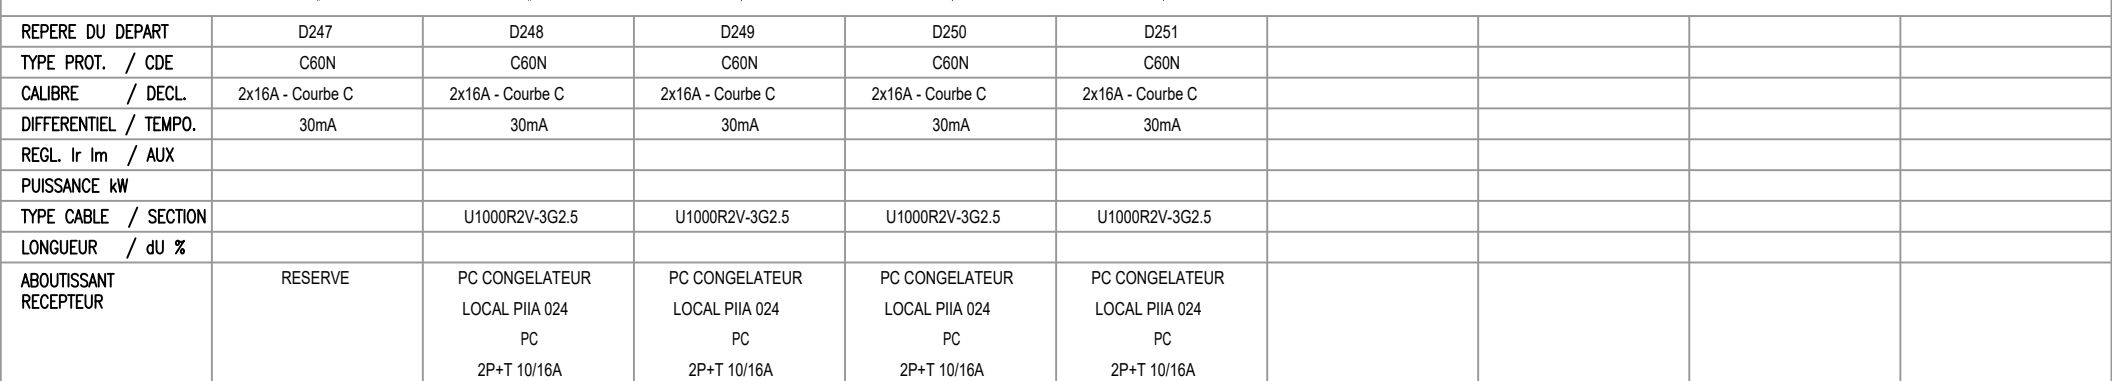 REPERE DU DEPART D247 D248 D249 D250 D251
TYPE PROT. / CDE C60N C60N C60N C60N C60N
CALIBRE / DECL. 2x16A - Courbe C 2x16A - Courbe C 2x16A - Courbe C 2x16A - Courbe C 2x16A - Courbe C
DIFFERENTIEL / TEMPO. 30mA 30mA 30mA 30mA 30mA
REGL. Ir Im / AUX
PUISSANCE kW
TYPE CABLE / SECTION U1000R2V-3G2.5 U1000R2V-3G2.5 U1000R2V-3G2.5 U1000R2V-3G2.5
LONGUEUR / dU %
ABOUTISSANT RESERVE PC CONGELATEUR PC CONGELATEUR PC CONGELATEUR PC CONGELATEUR
RECEPTEUR LOCAL PIIA 024 LOCAL PIIA 024 LOCAL PIIA 024 LOCAL PIIA 024
PC PC PC PC
2P+T 10/16A 2P+T 10/16A 2P+T 10/16A 2P+T 10/16A